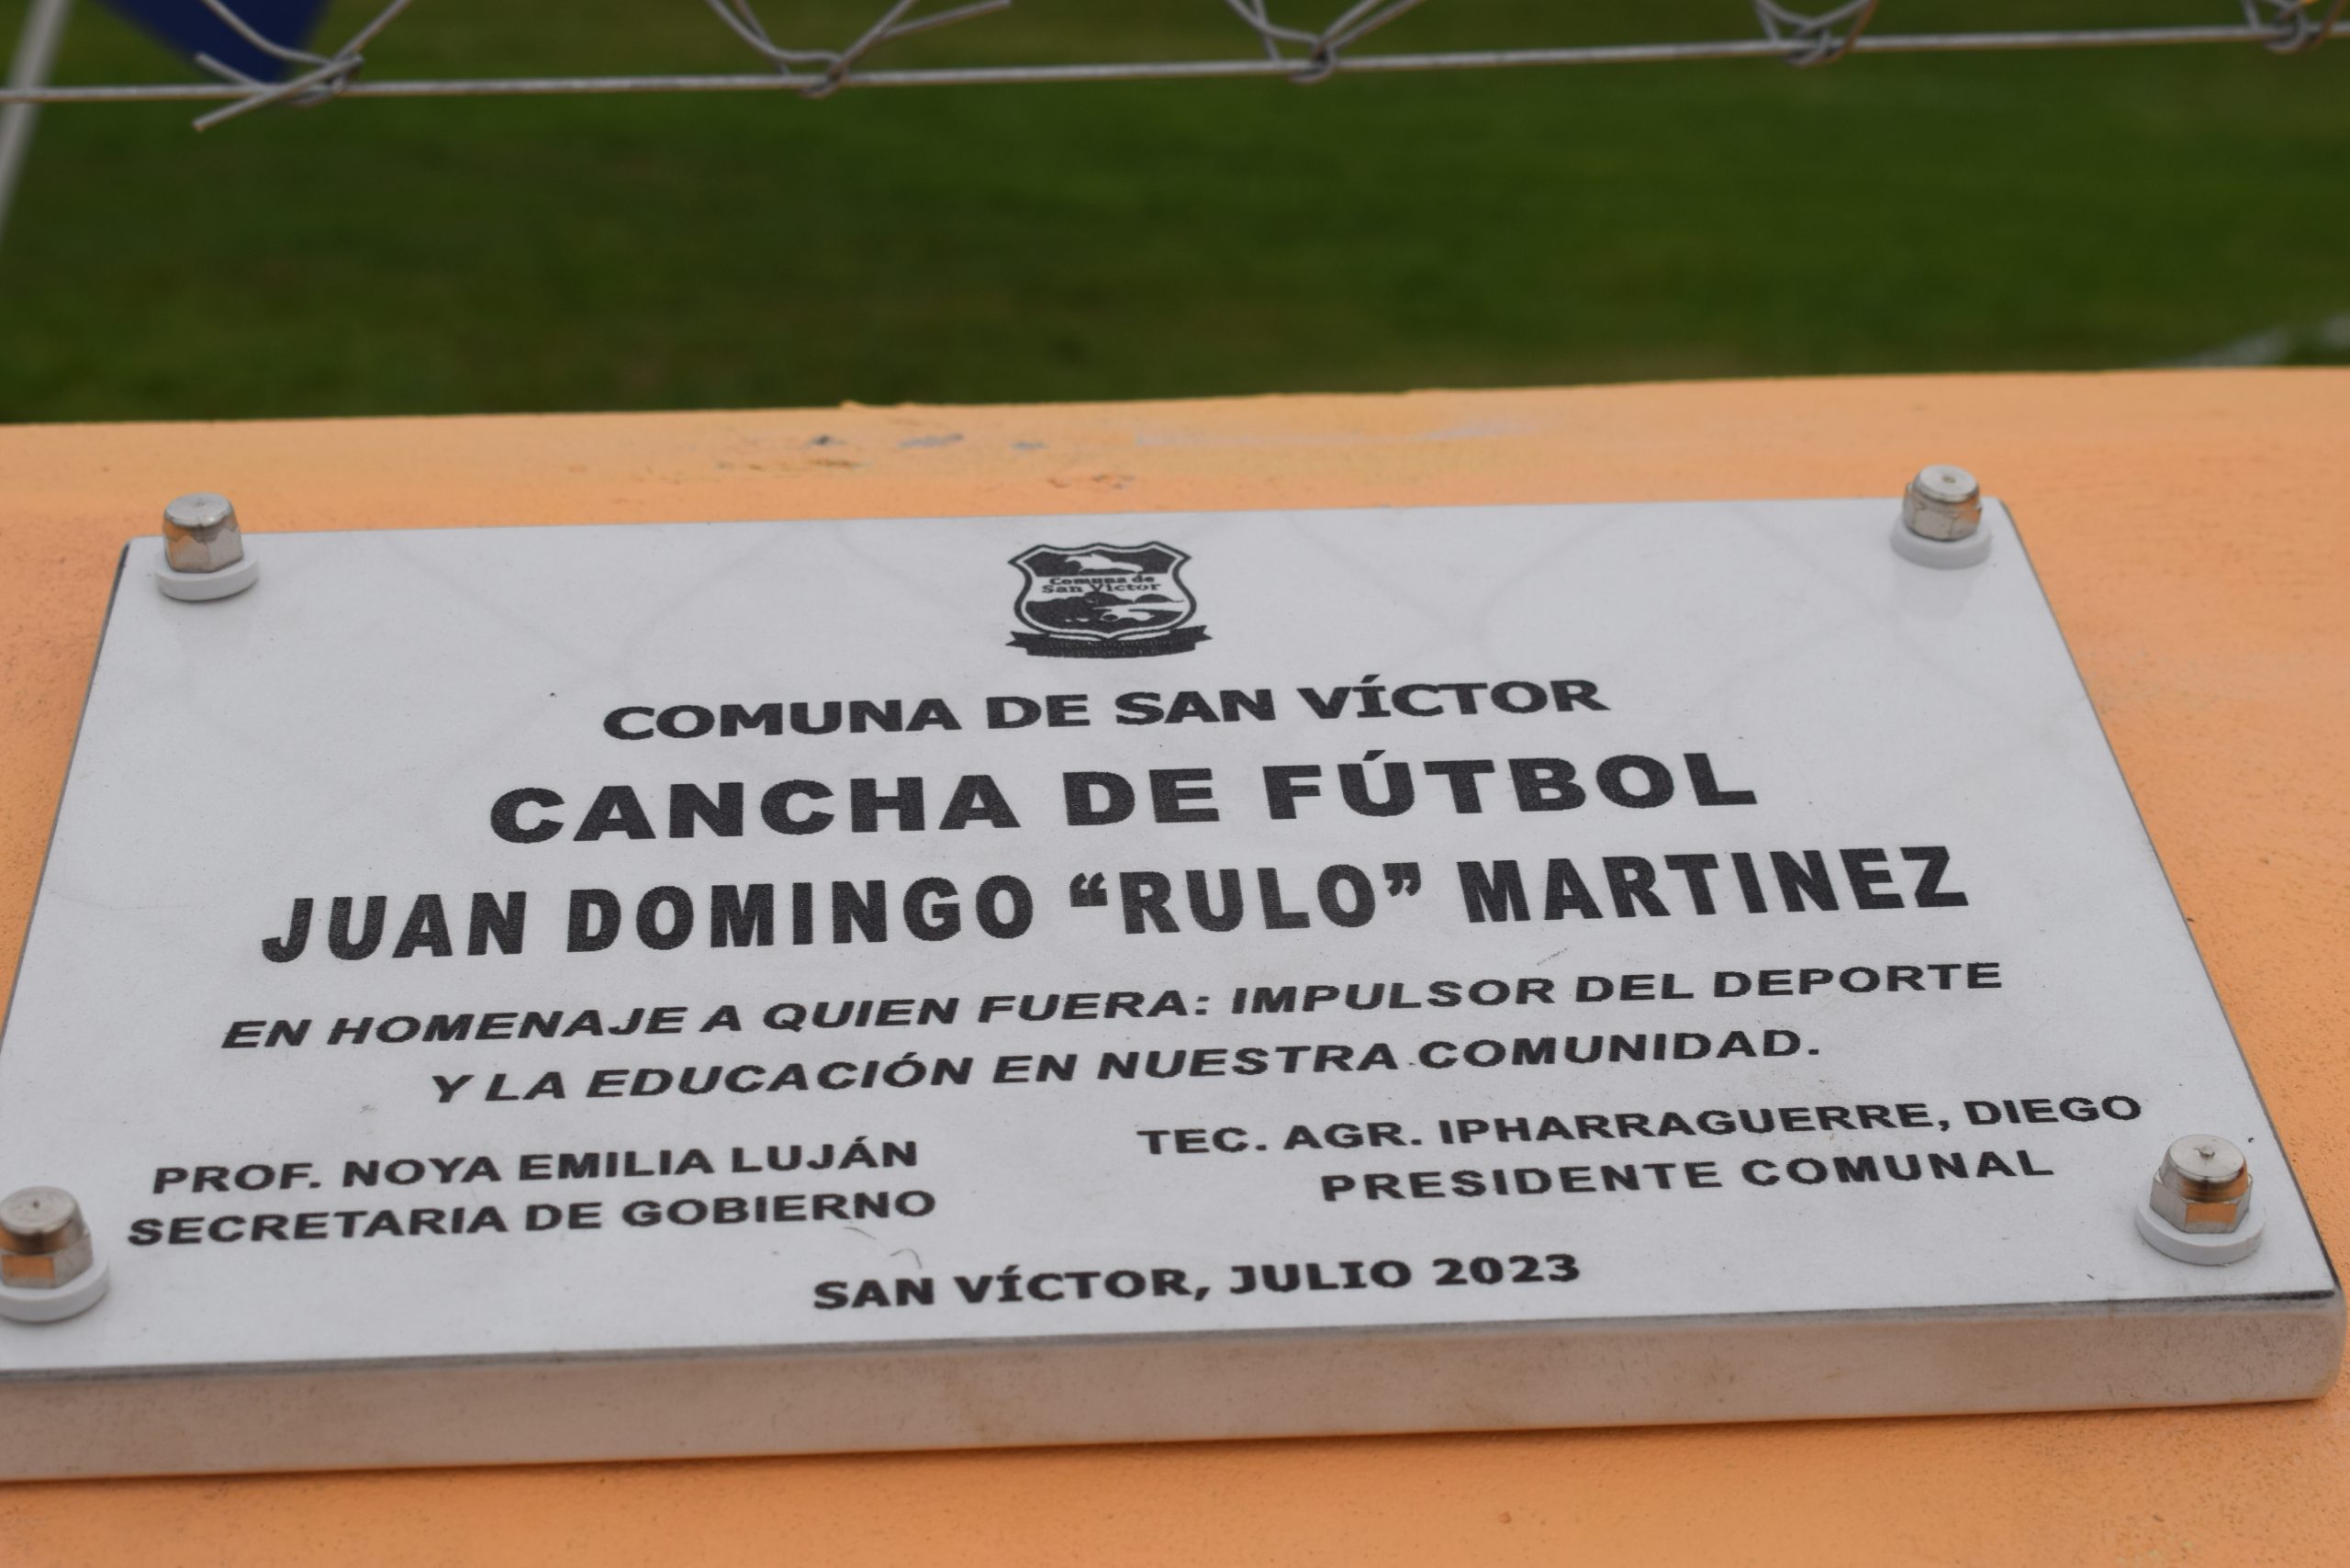 Comuna de
San Víctor
COMUNA DE SAN VÍCTOR
CANCHA DE FÚTBOL
JUAN DOMINGO “RULO” MARTINEZ
EN HOMENAJE A QUIEN FUERA: IMPULSOR DEL DEPORTE
Y LA EDUCACIÓN EN NUESTRA COMUNIDAD.
PROF. NOYA EMILIA LUJÁN
SECRETARIA DE GOBIERNO
TEC. AGR. IPHARRAGUERRE, DIEGO
PRESIDENTE COMUNAL
SAN VÍCTOR, JULIO 2023